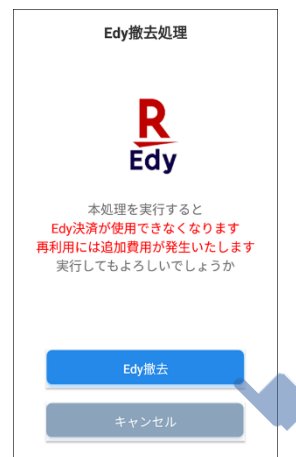 Edy撤去処理
R
Edy
本処理を実行すると
Edy決済が使用できなくなります
再利用には追加費用が発生いたします
実行してもよろしいでしょうか
Edy撤去
キャンセル